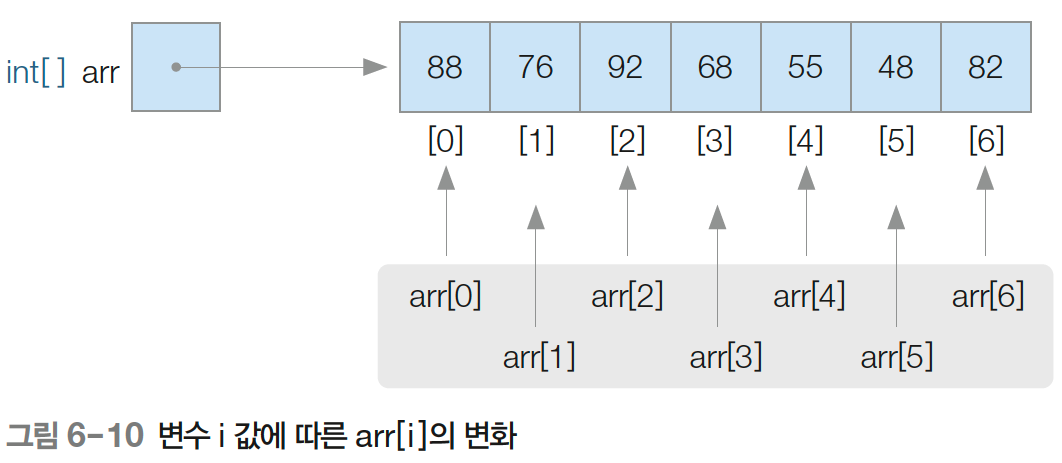 int[ ] arr 88 76 92 68 55 48 82
[0] [1] [2] [3] [4] [5] [6]
arr[0] arr[2] arr[4] arr[6]
arr[1] arr[3] arr[5]
그림 6-10 변수 i 값에 따른 arr[i]의 변화